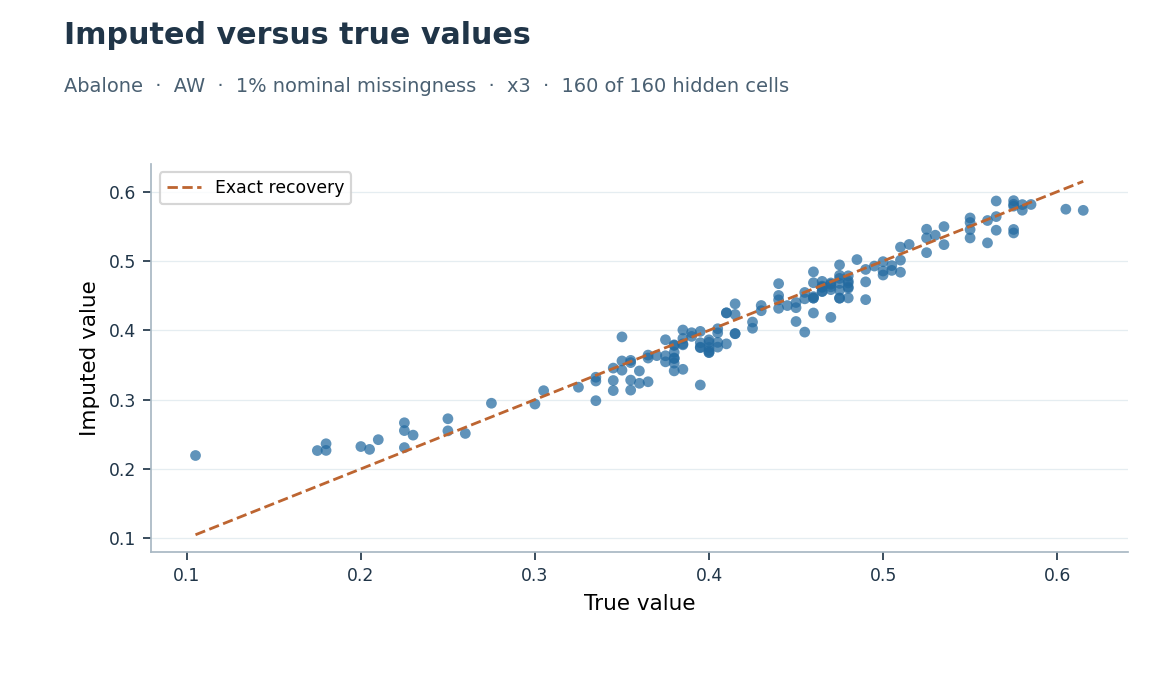 Imputed versus true values
Abalone · AW · 1% nominal missingness · x3 · 160 of 160 hidden cells
Exact recovery
Imputed value
0.6
0.5
0.4
0.3
0.2
0.1
0.1 0.2 0.3 0.4 0.5 0.6
True value